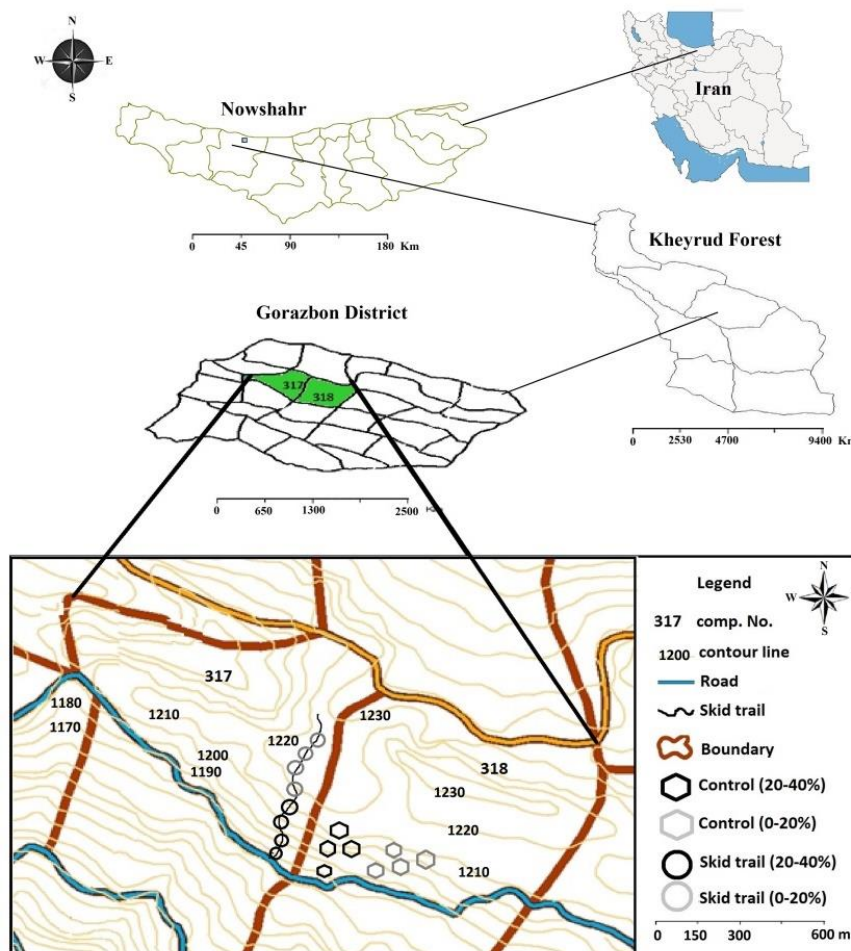 N
W E
S
Iran
Nowshahr
0 45 90 180 Km
Kheyrud Forest
0 2530 4700 9400 Km
Gorazbon District
317
318
0 650 1300 2500
317
318
1180
1170
1210
1200
1190
1220
1230
1230
1220
1210
N
W
S
Legend
317 comp. No.
1200 contour line
Road
Skid trail
Boundary
Control (20-40%)
Control (0-20%)
Skid trail (20-40%)
Skid trail (0-20%)
0 150 300 600 m